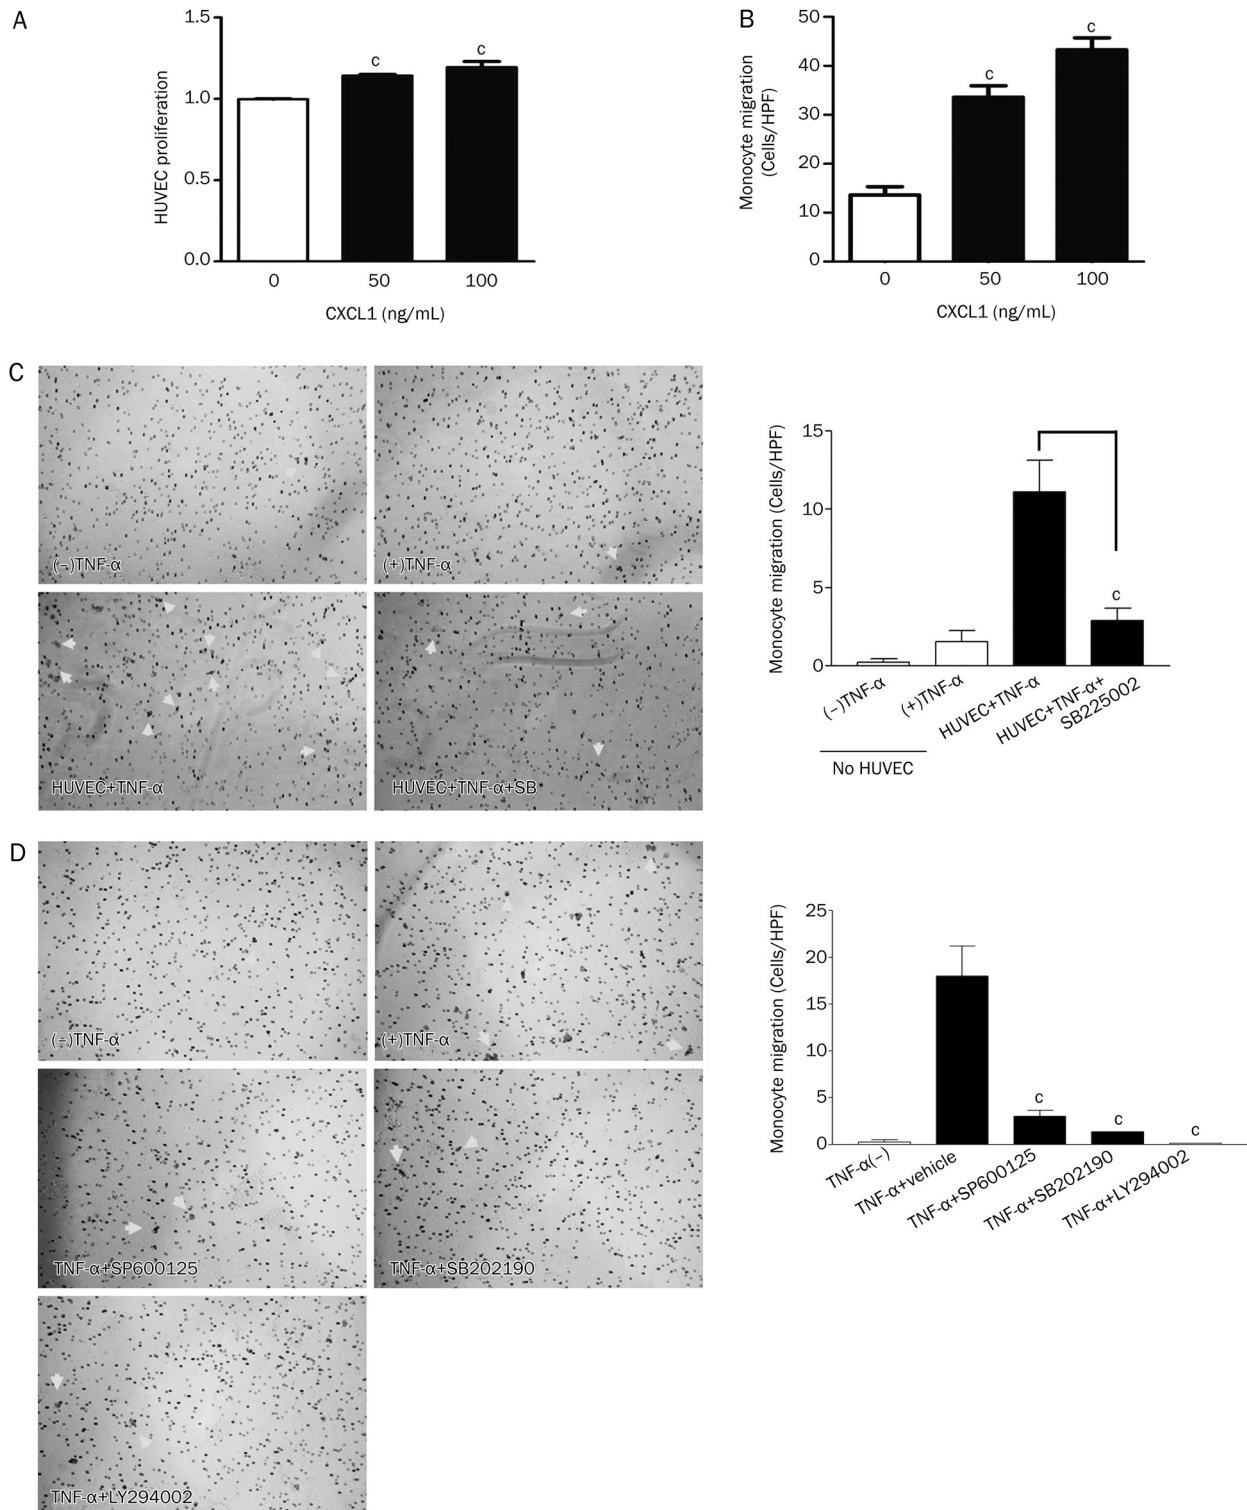 A
1.5
1.0
0.5
0.0
HUVEC proliferation
c
c
0
50
100
CXCL1 (ng/mL)
B
50
40
30
20
10
0
Monocyte migration
(Cells/HPF)
c
c
0
50
100
CXCL1 (ng/mL)
C
(−)TNF-α
(+)TNF-α
HUVEC+TNF-α
HUVEC+TNF-α+SB
15
10
5
0
Monocyte migration (Cells/HPF)
c
(−)TNF-α
(+)TNF-α
HUVEC+TNF-α
HUVEC+TNF-α+
SB225002
No HUVEC
D
(−)TNF-α
(+)TNF-α
TNF-α+SP600125
TNF-α+SB202190
TNF-α+LY294002
25
20
15
10
5
0
Monocyte migration (Cells/HPF)
c
c
c
TNF-α(−)
TNF-α+vehicle
TNF-α+SP600125
TNF-α+SB202190
TNF-α+LY294002